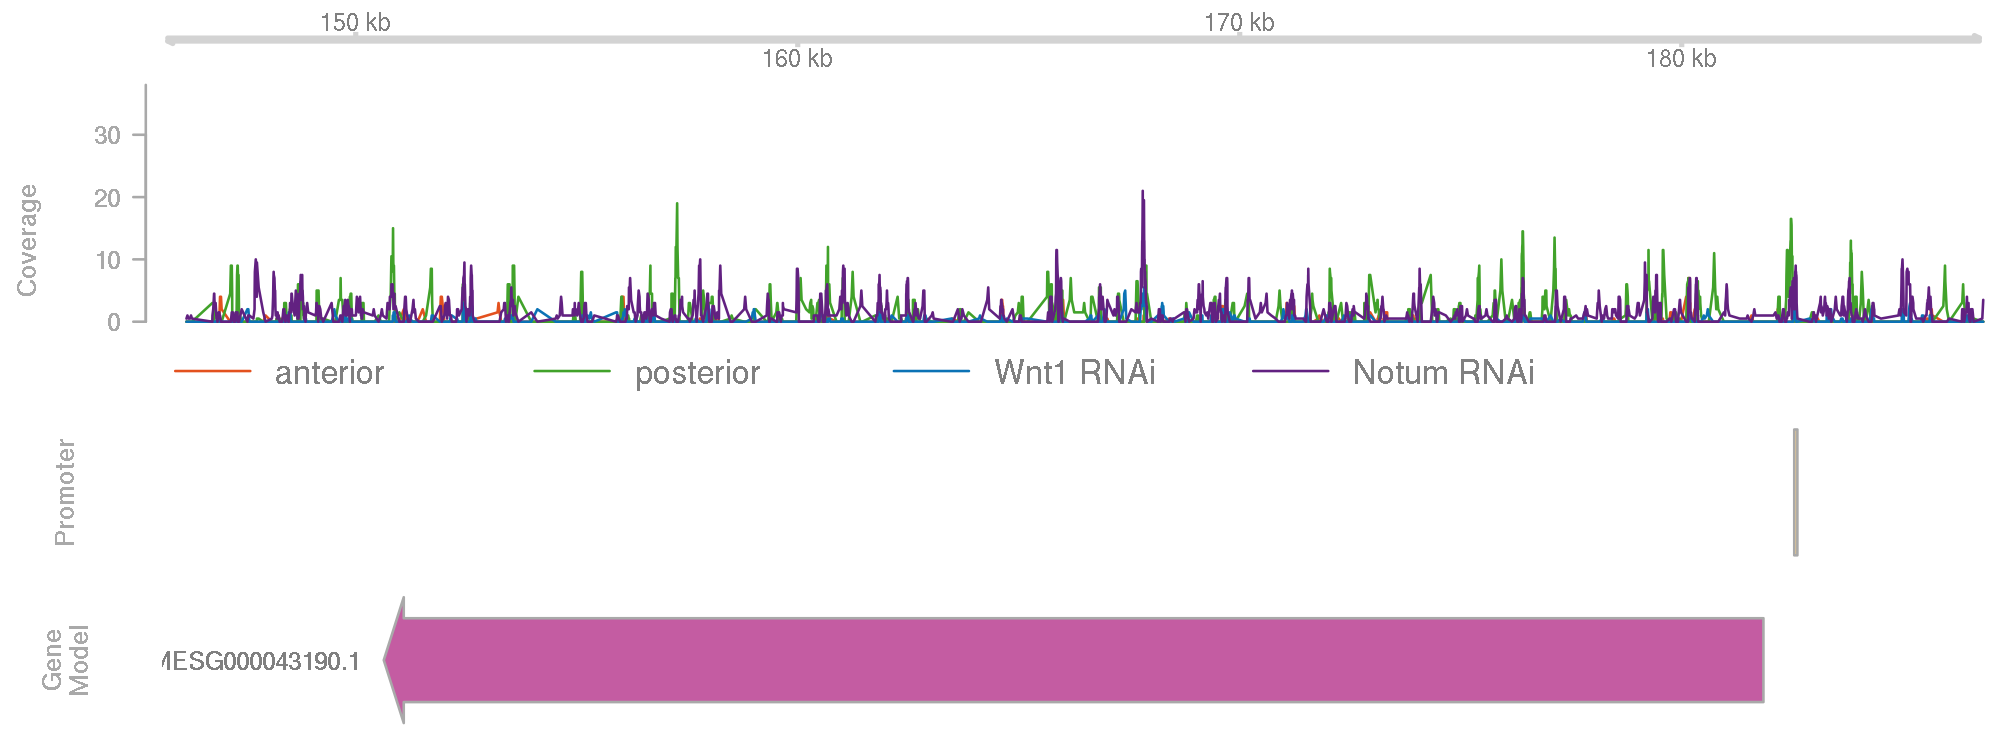 150 kb
170 kb
160 kb
180 kb
Coverage
30
20
10
0
anterior posterior Wnt1 RNAi Notum RNAi
Promoter
Gene
Model
MESG000043190.1